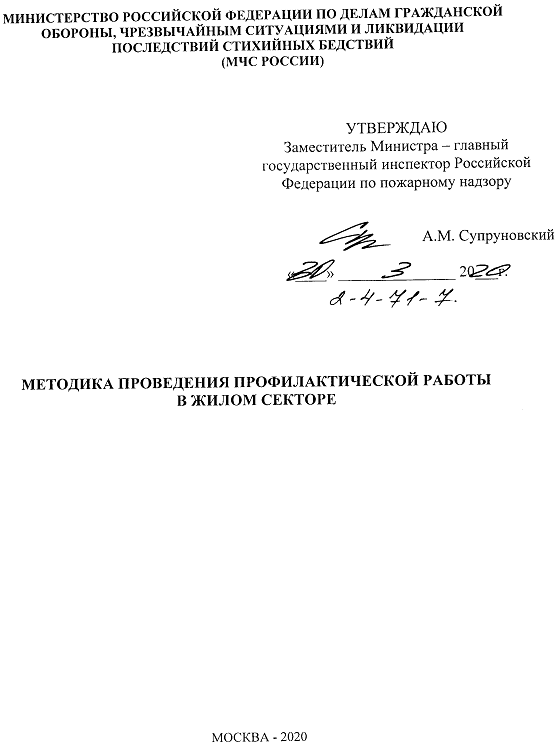 МИНИСТЕРСТВО РОССИЙСКОЙ ФЕДЕРАЦИИ ПО ДЕЛАМ ГРАЖДАНСКОЙ
ОБОРОНЫ, ЧРЕЗВЫЧАЙНЫМ СИТУАЦИЯМИ И ЛИКВИДАЦИИ
ПОСЛЕДСТВИЙ СТИХИЙНЫХ БЕДСТВИЙ
(МЧС РОССИИ)
УТВЕРЖДАЮ
Заместитель Министра – главный
государственный инспектор Российской
Федерации по пожарному надзору
А.М. Супруновский
«30» 3 2020г.
2-4-71-7.
МЕТОДИКА ПРОВЕДЕНИЯ ПРОФИЛАКТИЧЕСКОЙ РАБОТЫ
В ЖИЛОМ СЕКТОРЕ
МОСКВА - 2020